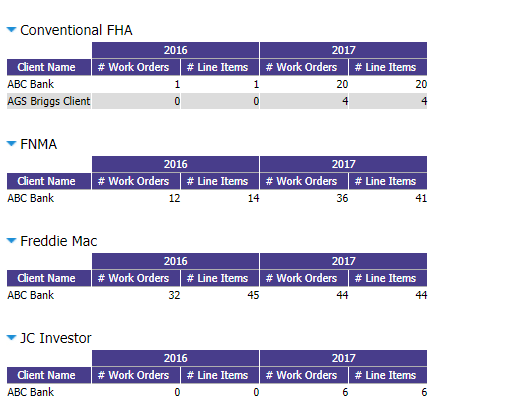 Conventional FHA
2016 2017
Client Name # Work Orders # Line Items # Work Orders # Line Items
ABC Bank 1 1 20 20
AGS Briggs Client 0 0 4 4
FNMA
2016 2017
Client Name # Work Orders # Line Items # Work Orders # Line Items
ABC Bank 12 14 36 41
Freddie Mac
2016 2017
Client Name # Work Orders # Line Items # Work Orders # Line Items
ABC Bank 32 45 44 44
JC Investor
2016 2017
Client Name # Work Orders # Line Items # Work Orders # Line Items
ABC Bank 0 0 6 6